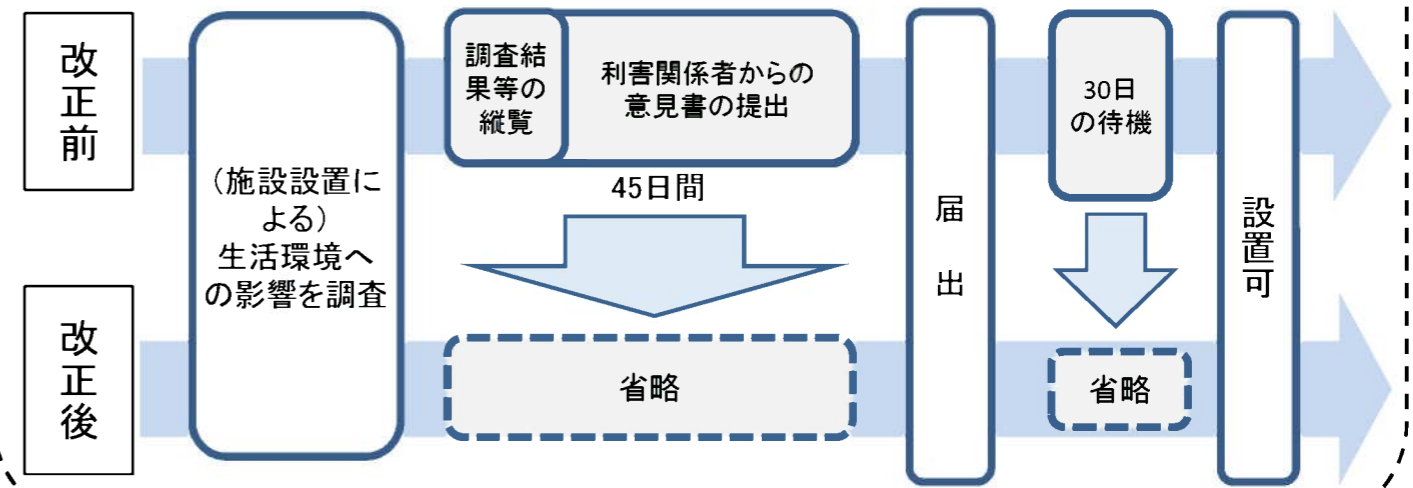 改正前
(施設設置に
よる)
生活環境へ
の影響を調査
調査結
果等の
縦覧
利害関係者からの
意見書の提出
45日間
届出
30日
の待機
設置可
改正後
省略
省略